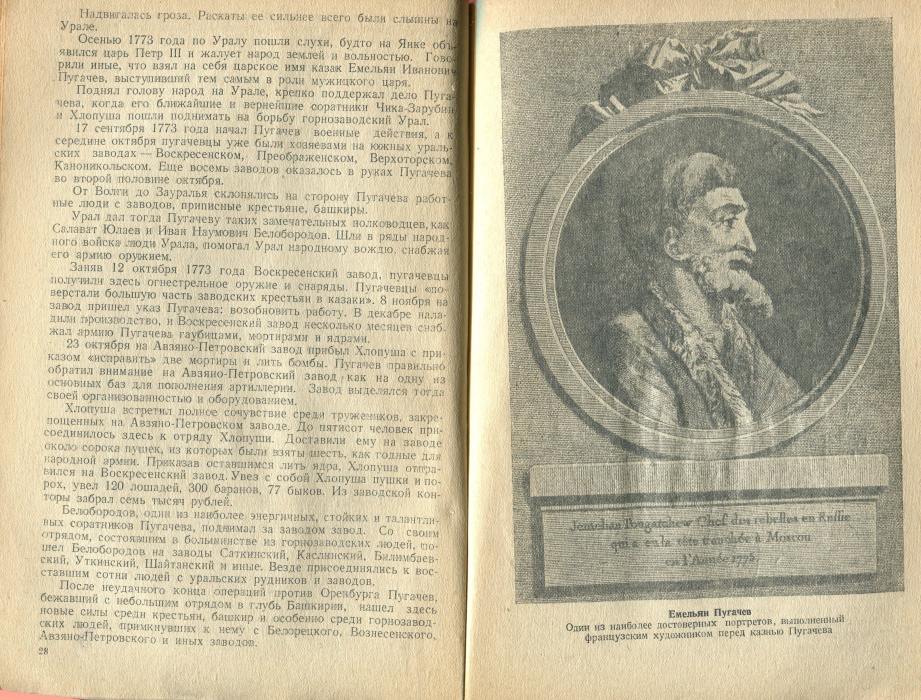 Надвигалась гроза. Раскаты ее сильнее всего были слышны на
Урале.
Осенью 1773 года по Уралу пошли слухи, будто на Яике объ-
явился царь Петр III и жалует народ землей и вольностью. Гово-
рили иные, что взял на себя царское имя казак Емельян Иванович
Пугачев, выступивший тем самым в роли мужицкого царя.
Поднял голову народ на Урале, крепко поддержал дело Пуга-
чева, когда его ближайшие и вернейшие соратники Чика-Зарубин
и Хлопуша пошли поднимать на борьбу горнозаводский Урал.
17 сентября 1773 года начал Пугачев военные действия, а к
середине октября пугачевцы уже были хозяевами на южных ураль-
ских заводах — Воскресенском, Преображенском, Верхоторском,
Каноникольском. Еще восемь заводов оказалось в руках Пугачева
во второй половине октября.
От Волги до Зауралья склонялись на сторону Пугачева работ-
ные люди с заводов, приписные крестьяне, башкиры.
Урал дал тогда Пугачеву таких замечательных полководцев, как
Салават Юлаев и Иван Наумович Белобородов. Шли в ряды народ-
ного войска люди Урала, помогал Урал народному вождю, снабжая
его армию оружием.
Заняв 12 октября 1773 года Воскресенский завод, пугачевцы
получили здесь огнестрельное оружие и снаряды. Пугачевцы «по-
верстали большую часть заводских крестьян в казаки». 8 ноября на
завод пришел указ Пугачева: возобновить работу. В декабре нала-
дили производство, и Воскресенский завод несколько месяцев снаб-
жал армию Пугачева гаубицами, мортирами и ядрами.
23 октября на Авзяно-Петровский завод прибыл Хлопуша с при-
казом «исправить» две мортиры и лить бомбы. Пугачев правильно
обратил внимание на Авзяно-Петровский завод, как на одну из
основных баз для пополнения артиллерии. Завод выделялся тогда
своей организованностью и оборудованием.
Хлопуша встретил полное сочувствие среди тружеников, закре-
пощенных на Авзяно-Петровском заводе. До пятисот человек при-
соединилось здесь к отряду Хлопуши. Доставили ему на заводе
около сорока пушек, из которых были взяты шесть, как годные для
народной армии. Приказав оставшимся лить ядра, Хлопуша отпра-
вился на Воскресенский завод. Увез с собой Хлопуша пушки и по-
рох, увел 120 лошадей, 300 баранов, 77 быков. Из заводской кон-
торы забрал семь тысяч рублей.
Белобородов, один из наиболее энергичных, стойких и талантли-
вых соратников Пугачева, поднимал за заводом завод. Со своим
отрядом, состоявшим в большинстве из горнозаводских людей, по-
шел Белобородов на заводы Саткинский, Каслинский, Билимбаев-
ский, Уткинский, Шайтанский и иные. Везде присоединялись к вос-
ставшим сотни людей с уральских рудников и заводов.
После неудачного конца операций против Оренбурга Пугачев,
бежавший с небольшим отрядом в глубь Башкирии, нашел здесь
новые силы среди крестьян, башкир и особенно среди горнозавод-
ских людей, примкнувших к нему с Белорецкого, Вознесенского,
Авзяно-Петровского и иных заводов.
28
Jemelian Pougatchew Chef des rebelles en Russie
qui a eu la tête tranchée à Moscou
en l'Année 1775.
Емельян Пугачев
Один из наиболее достоверных портретов, выполненный
французским художником перед казнью Пугачева